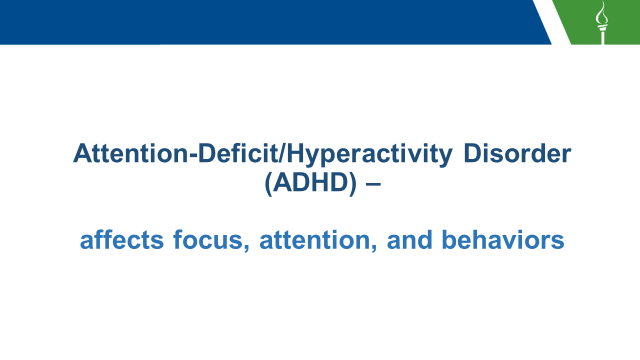 Attention-Deficit/Hyperactivity Disorder
(ADHD) –
affects focus, attention, and behaviors